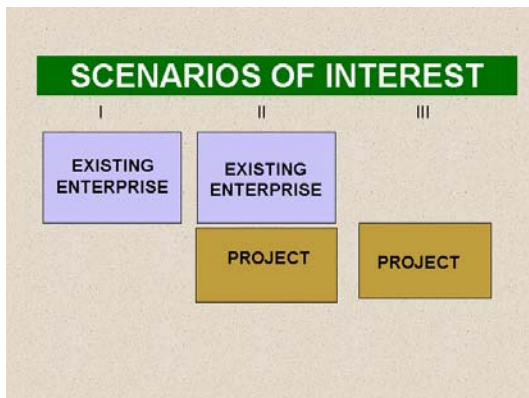 SCENARIOS OF INTEREST
I II III
EXISTING
ENTERPRISE
EXISTING
ENTERPRISE
PROJECT
PROJECT